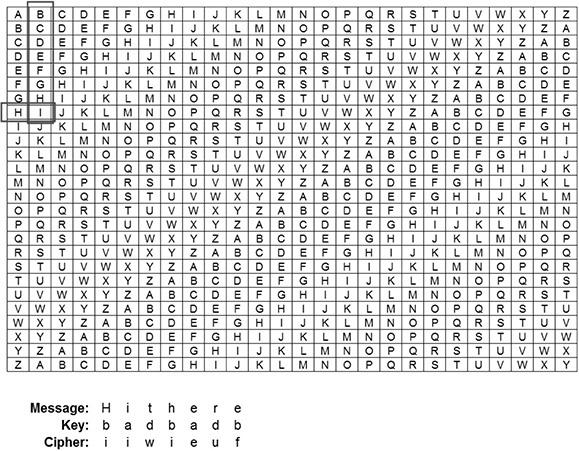 A B C D E F G H I J K L M N O P Q R S T U V W X Y Z
B C D E F G H I J K L M N O P Q R S T U V W X Y Z A
C D E F G H I J K L M N O P Q R S T U V W X Y Z A B
D E F G H I J K L M N O P Q R S T U V W X Y Z A B C
E F G H I J K L M N O P Q R S T U V W X Y Z A B C D
F G H I J K L M N O P Q R S T U V W X Y Z A B C D E
G H I J K L M N O P Q R S T U V W X Y Z A B C D E F
H I J K L M N O P Q R S T U V W X Y Z A B C D E F G
I J K L M N O P Q R S T U V W X Y Z A B C D E F G H
J K L M N O P Q R S T U V W X Y Z A B C D E F G H I
K L M N O P Q R S T U V W X Y Z A B C D E F G H I J
L M N O P Q R S T U V W X Y Z A B C D E F G H I J K
M N O P Q R S T U V W X Y Z A B C D E F G H I J K L
N O P Q R S T U V W X Y Z A B C D E F G H I J K L M
O P Q R S T U V W X Y Z A B C D E F G H I J K L M N
P Q R S T U V W X Y Z A B C D E F G H I J K L M N O
Q R S T U V W X Y Z A B C D E F G H I J K L M N O P
R S T U V W X Y Z A B C D E F G H I J K L M N O P Q
S T U V W X Y Z A B C D E F G H I J K L M N O P Q R
T U V W X Y Z A B C D E F G H I J K L M N O P Q R S
U V W X Y Z A B C D E F G H I J K L M N O P Q R S T
V W X Y Z A B C D E F G H I J K L M N O P Q R S T U
W X Y Z A B C D E F G H I J K L M N O P Q R S T U V
X Y Z A B C D E F G H I J K L M N O P Q R S T U V W
Y Z A B C D E F G H I J K L M N O P Q R S T U V W X
Z A B C D E F G H I J K L M N O P Q R S T U V W X Y
Message: H i t h e r e
Key: b a d b a d b
Cipher: i i w i e u f